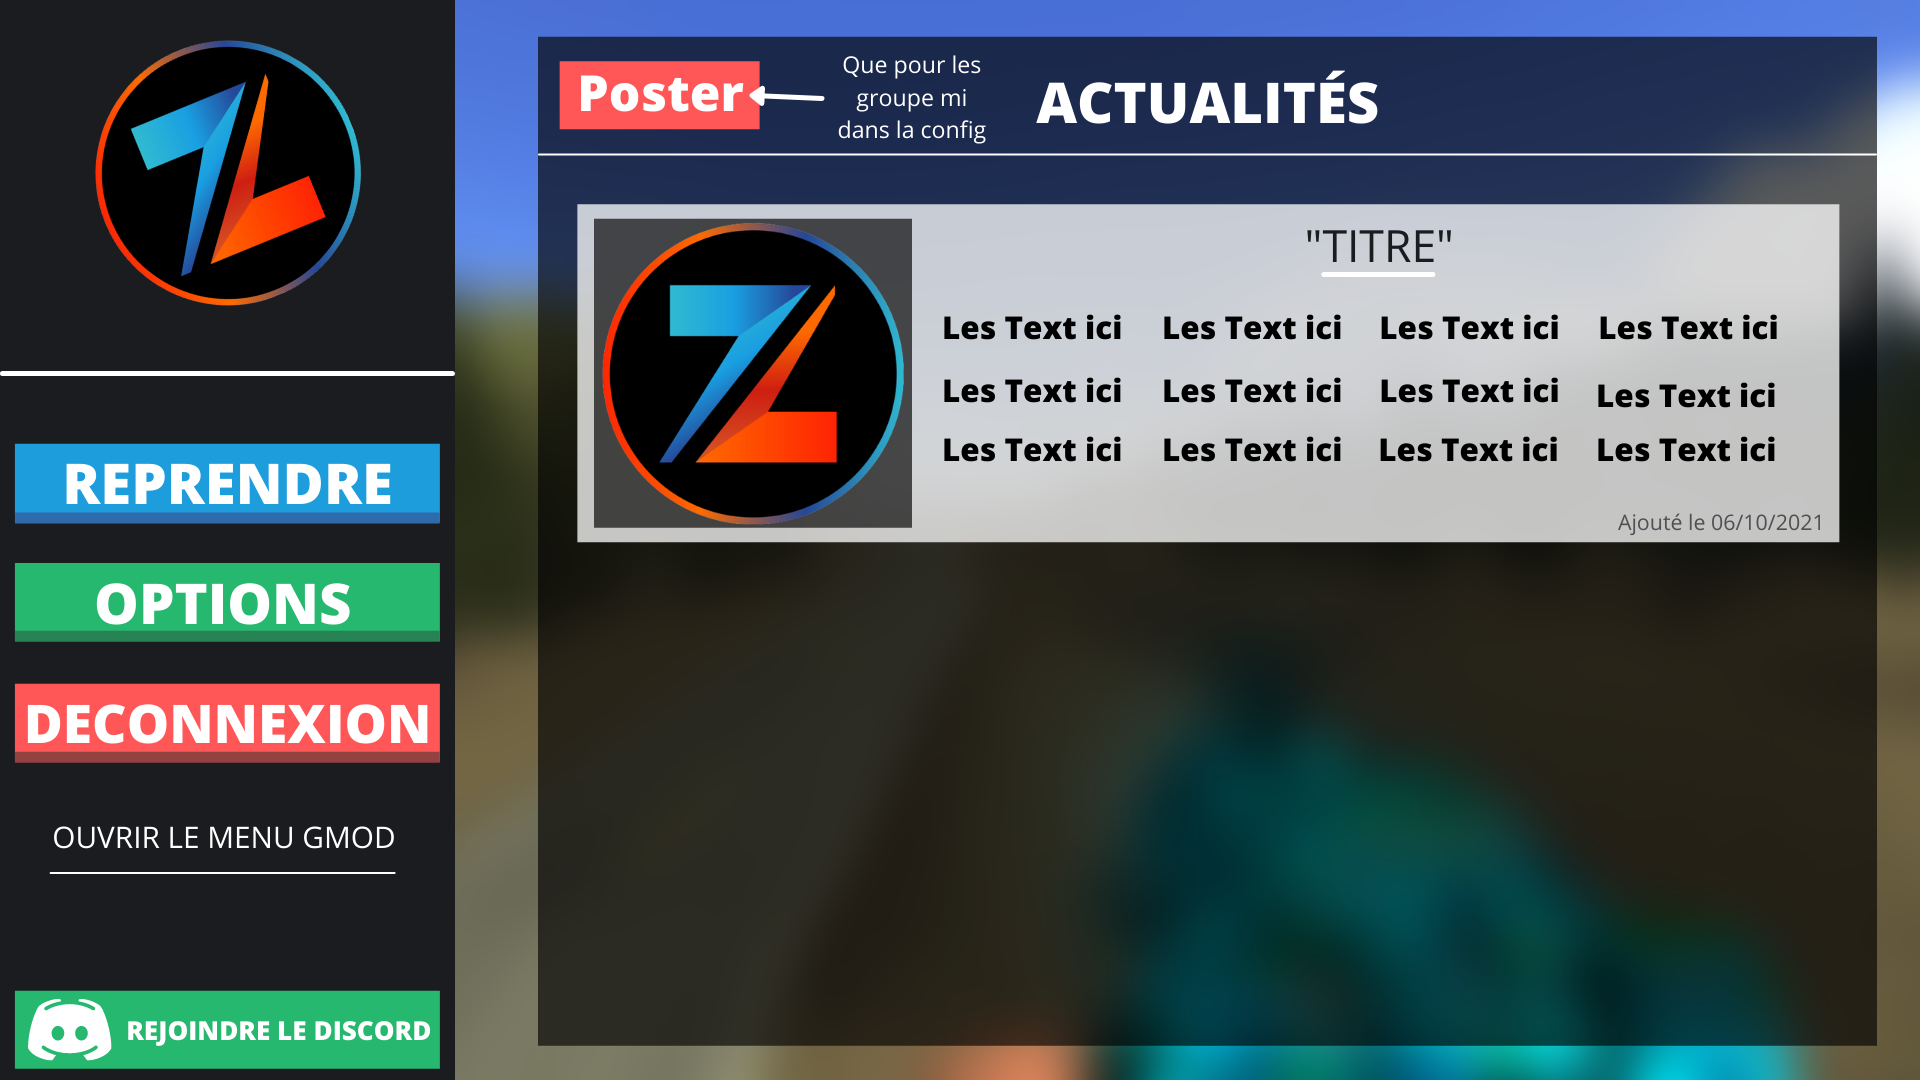 REPRENDRE
OPTIONS
DECONNEXION
OUVRIR LE MENU GMOD
REJOINDRE LE DISCORD
Poster
Que pour les
groupe mi
dans la config
ACTUALITÉS
"TITRE"
Les Text ici Les Text ici Les Text ici Les Text ici
Les Text ici Les Text ici Les Text ici Les Text ici
Les Text ici Les Text ici Les Text ici Les Text ici
Ajouté le 06/10/2021